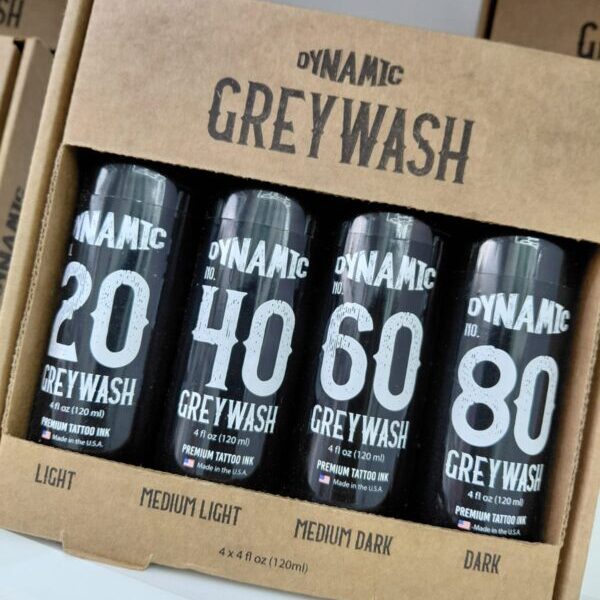 DYNAMIC
GREYWASH
DYNAMIC
20
GREYWASH
4 fl oz (120 ml)
PREMIUM TATTOO INK
Made in the U.S.A.
DYNAMIC
NO.
40
GREYWASH
4 fl oz (120 ml)
PREMIUM TATTOO INK
Made in the U.S.A.
DYNAMIC
NO.
60
GREYWASH
4 fl oz (120 ml)
PREMIUM TATTOO INK
Made in the U.S.A.
DYNAMIC
NO.
80
GREYWASH
4 fl oz (120 ml)
PREMIUM TATTOO INK
Made in the U.S.A.
LIGHT
MEDIUM LIGHT
MEDIUM DARK
DARK
4 x 4 fl oz (120ml)